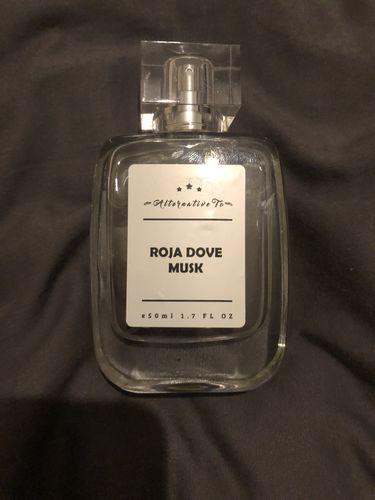 Alternative To
ROJA DOVE
MUSK
e50ml 1.7 FL OZ